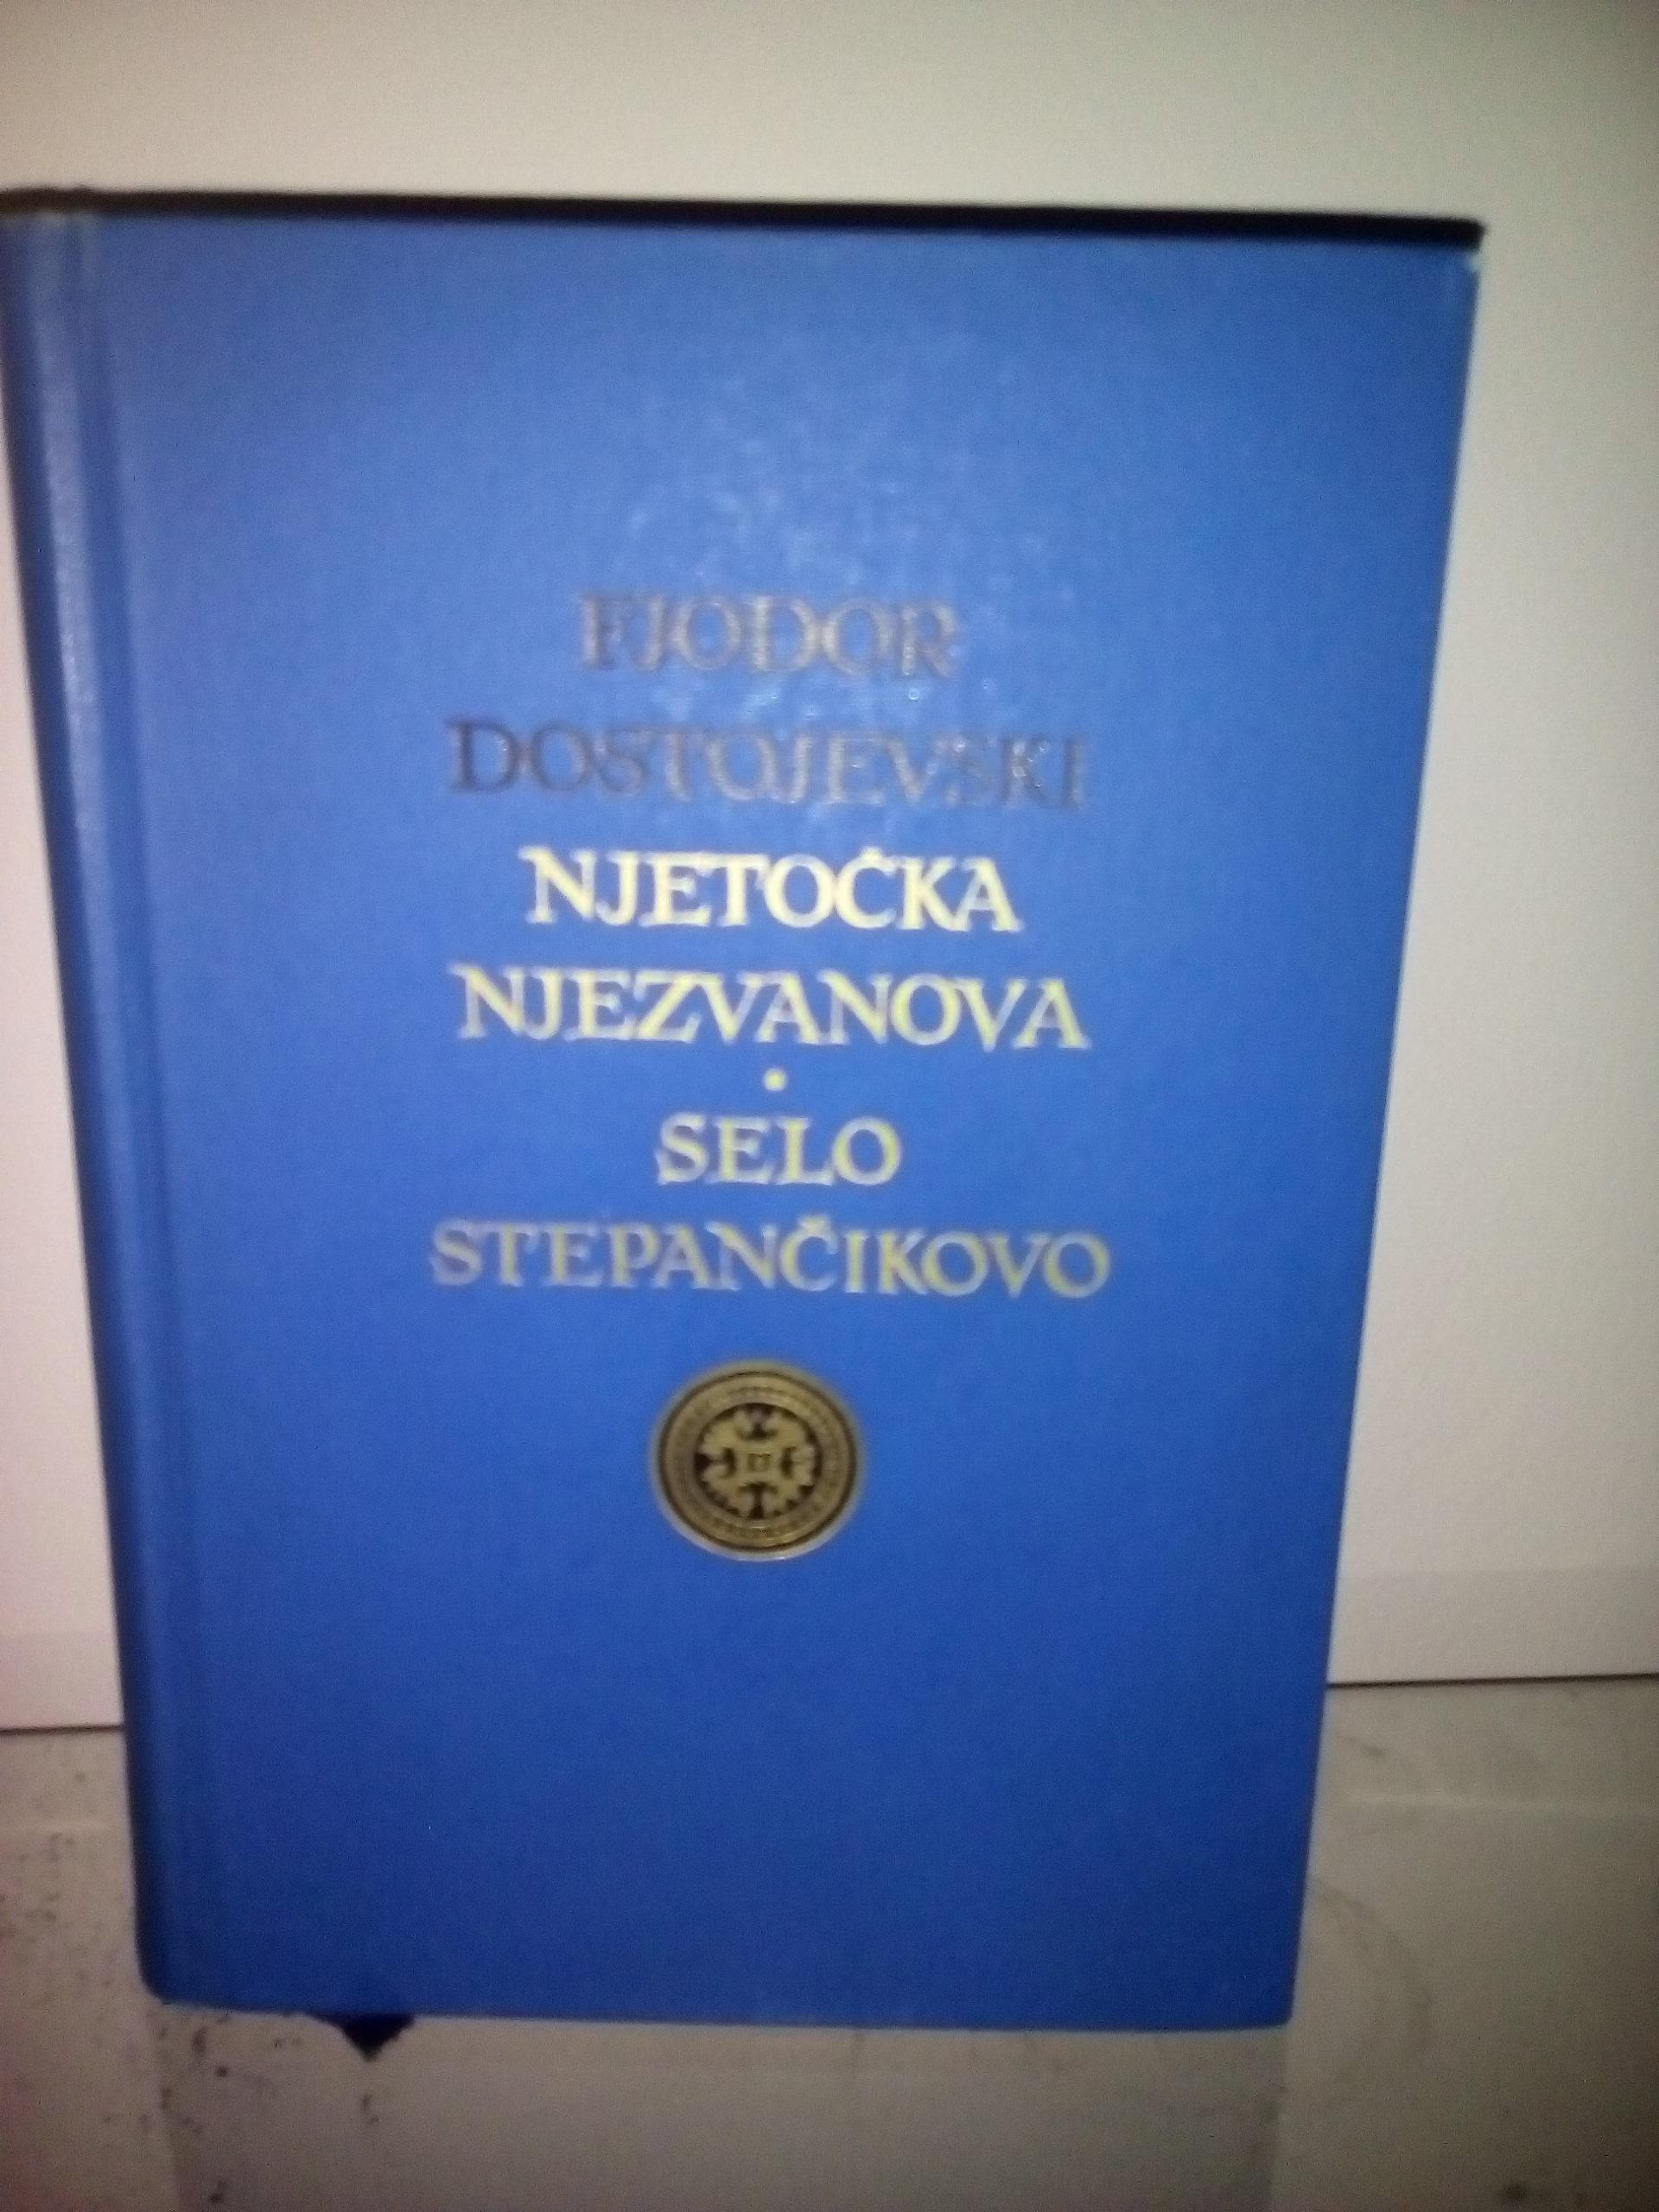 FJODOR
DOSTOJEVSKI
NJETOČKA
NJEZVANOVA
•
SELO
STEPANČIKOVO